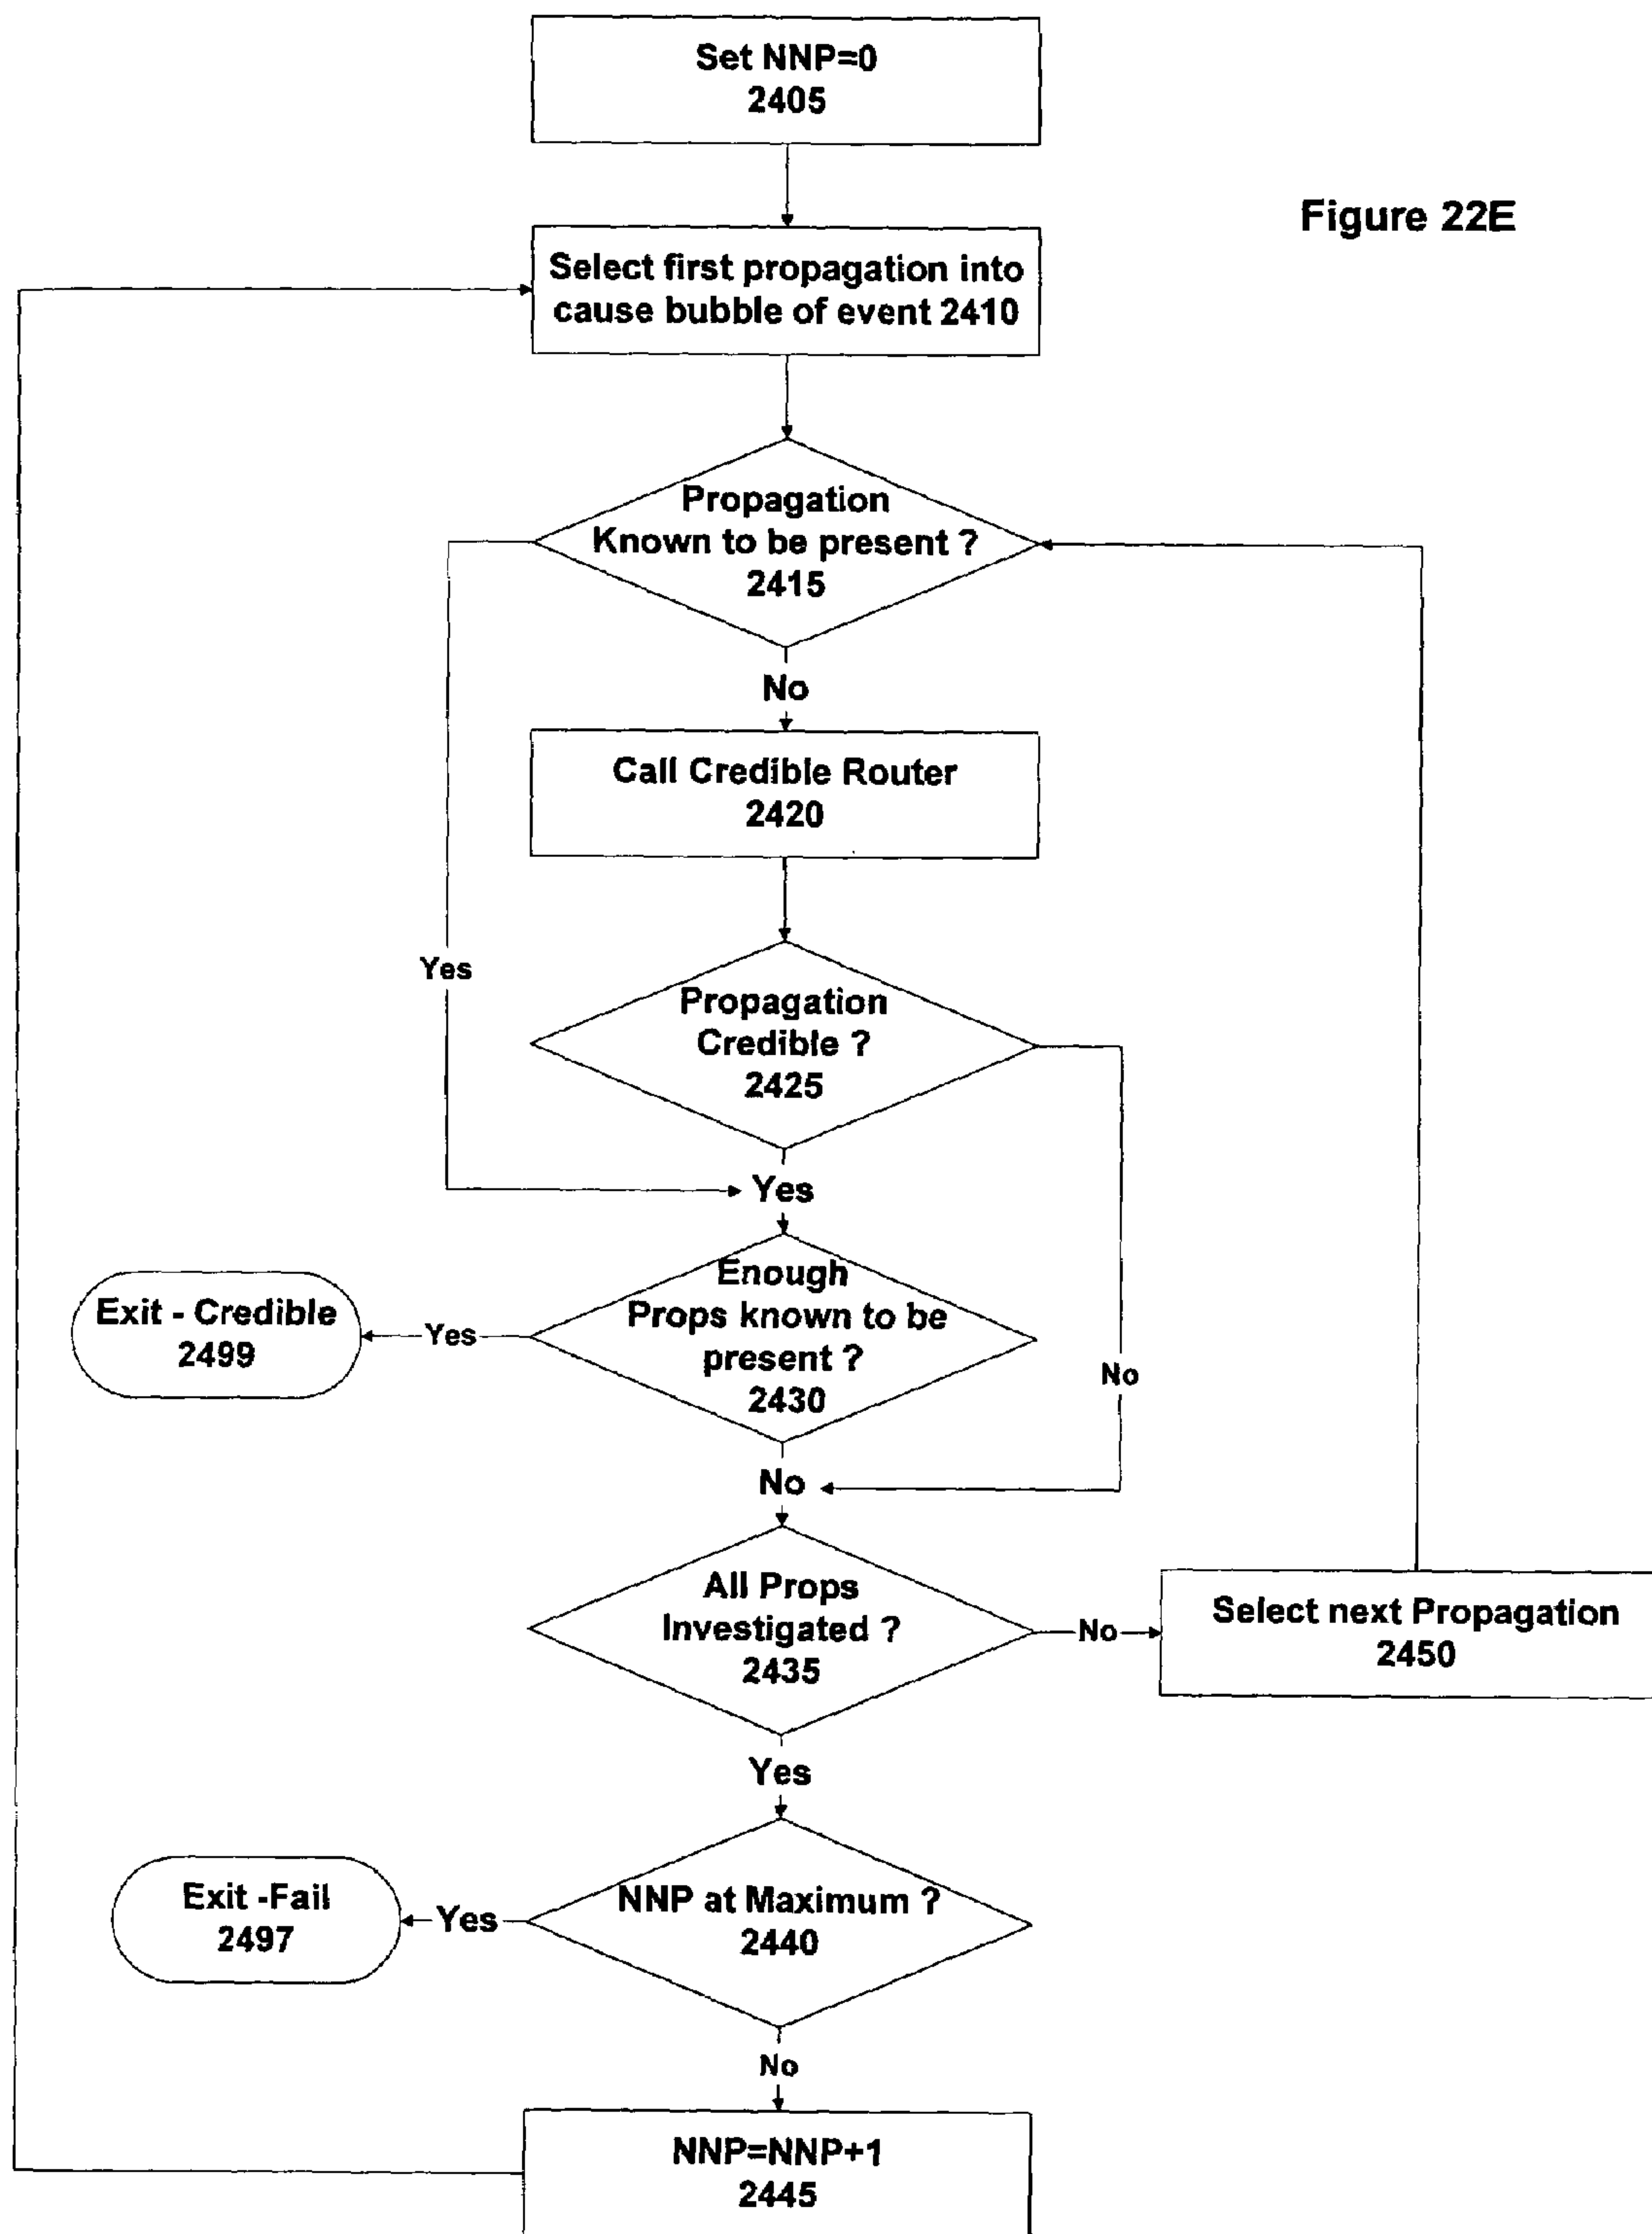 Set NNP=0
2405
Figure 22E
Select first propagation into
cause bubble of event 2410
Propagation
Known to be present ?
2415
No
Call Credible Router
2420
Yes
Propagation
Credible ?
2425
Yes
Enough
Props known to be
present ?
2430
Exit - Credible
2499
Yes
No
No
All Props
Investigated ?
2435
No
Select next Propagation
2450
Yes
NNP at Maximum ?
2440
Yes
Exit -Fail
2497
No
NNP=NNP+1
2445